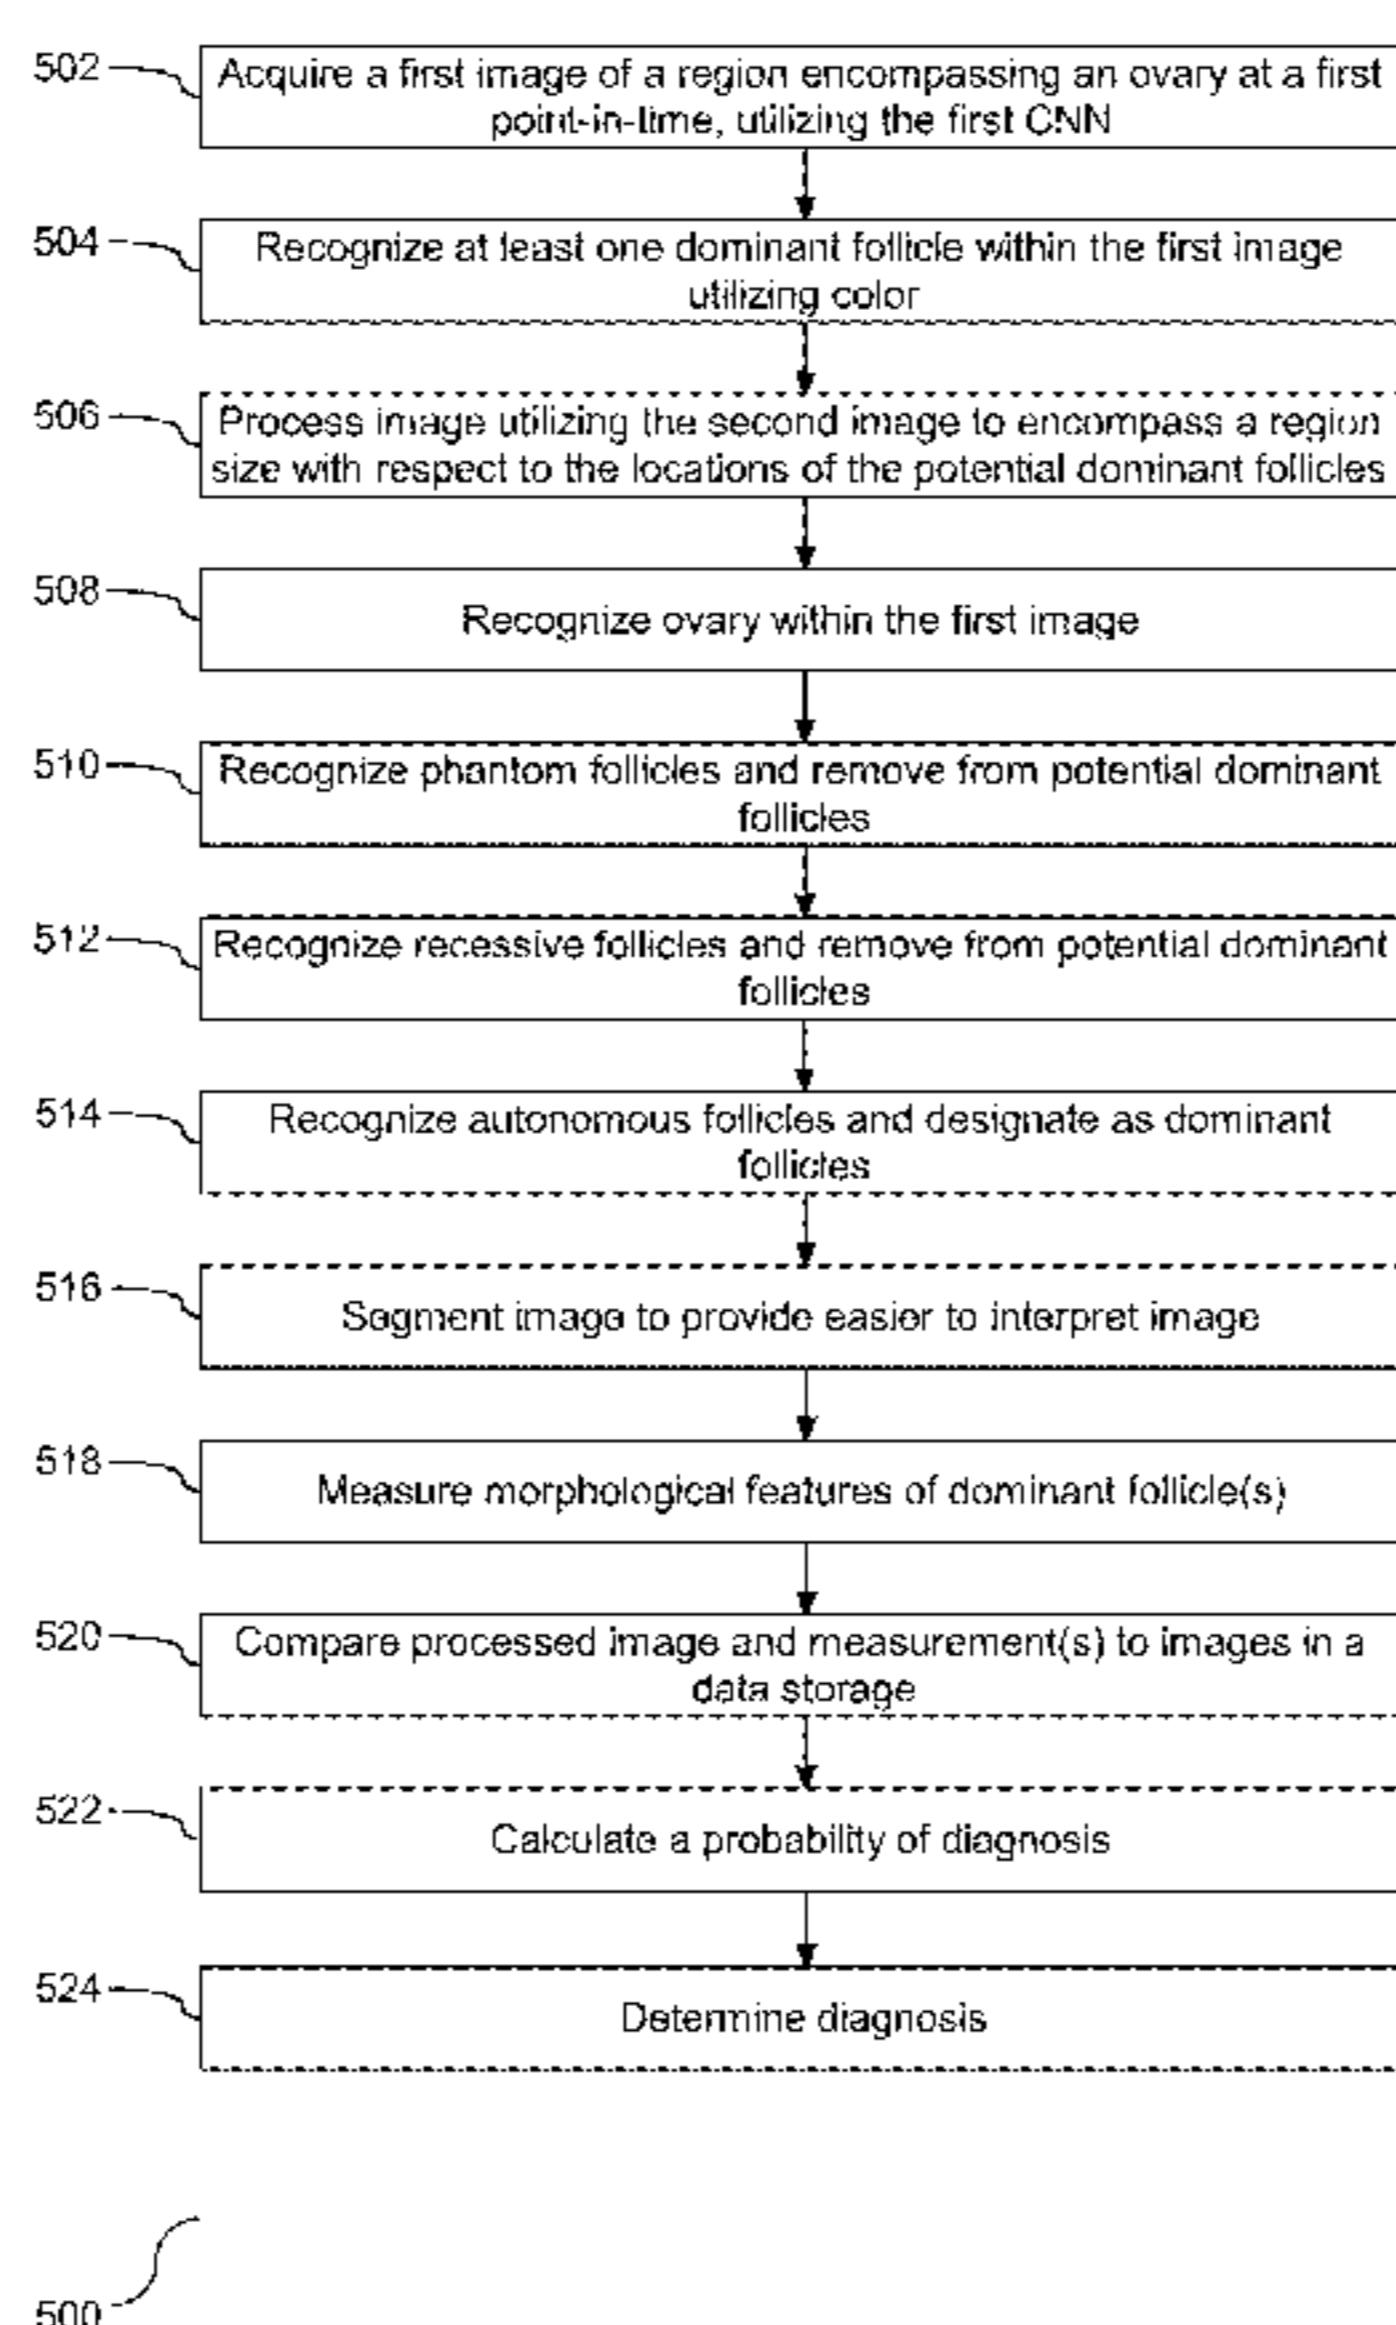 502
Acquire a first image of a region encompassing an ovary at a first
point-in-time, utilizing the first CNN
504
Recognize at least one dominant follicle within the first image
utilizing color
506
Process image utilizing the second image to encompass a region
size with respect to the locations of the potential dominant follicles
508
Recognize ovary within the first image
510
Recognize phantom follicles and remove from potential dominant
follicles
512
Recognize recessive follicles and remove from potential dominant
follicles
514
Recognize autonomous follicles and designate as dominant
follicles
516
Segment image to provide easier to interpret image
518
Measure morphological features of dominant follicle(s)
520
Compare processed image and measurement(s) to images in a
data storage
522
Calculate a probability of diagnosis
524
Determine diagnosis
500